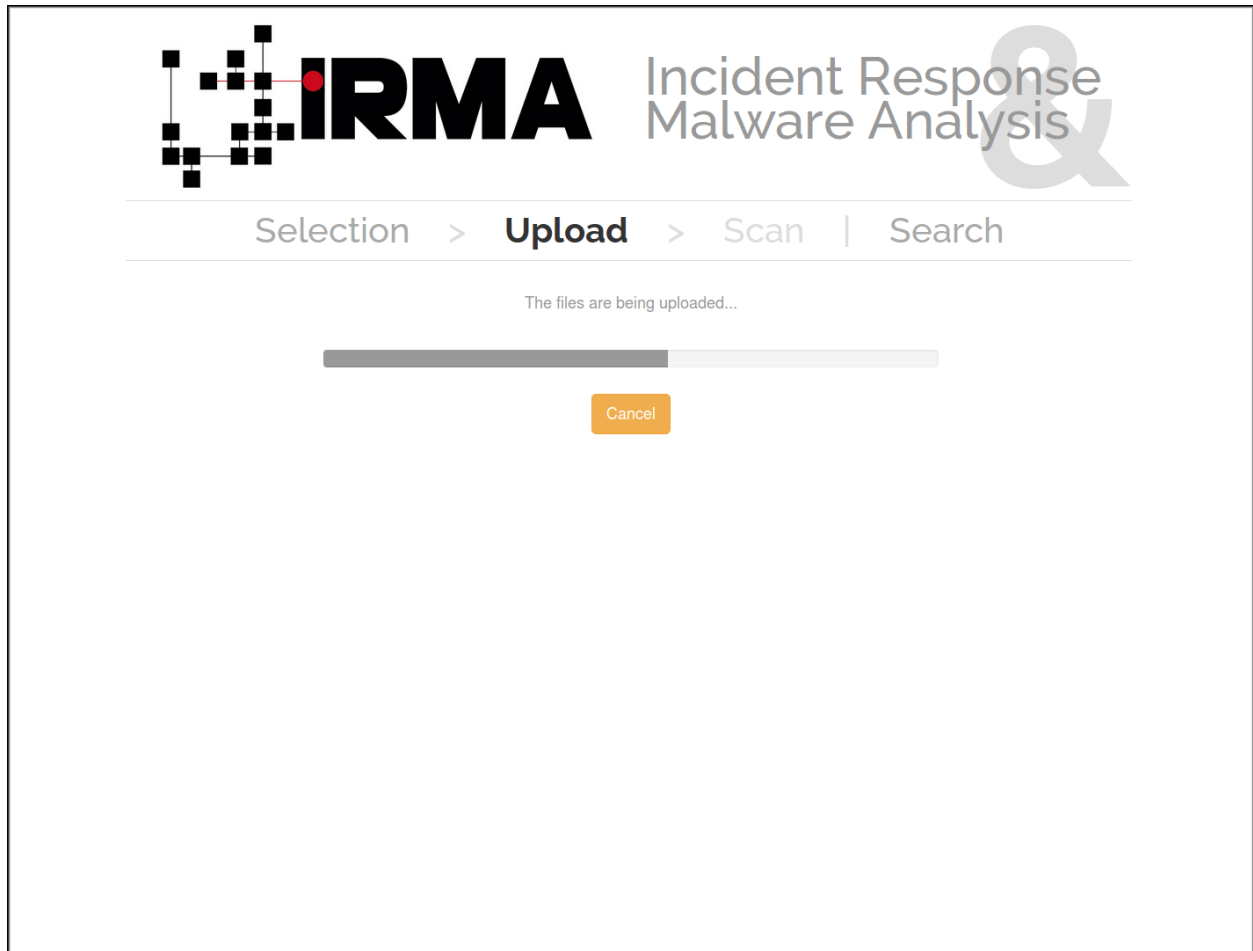 IRMA
Incident Response
& Malware Analysis
Selection > Upload > Scan | Search
The files are being uploaded...
Cancel